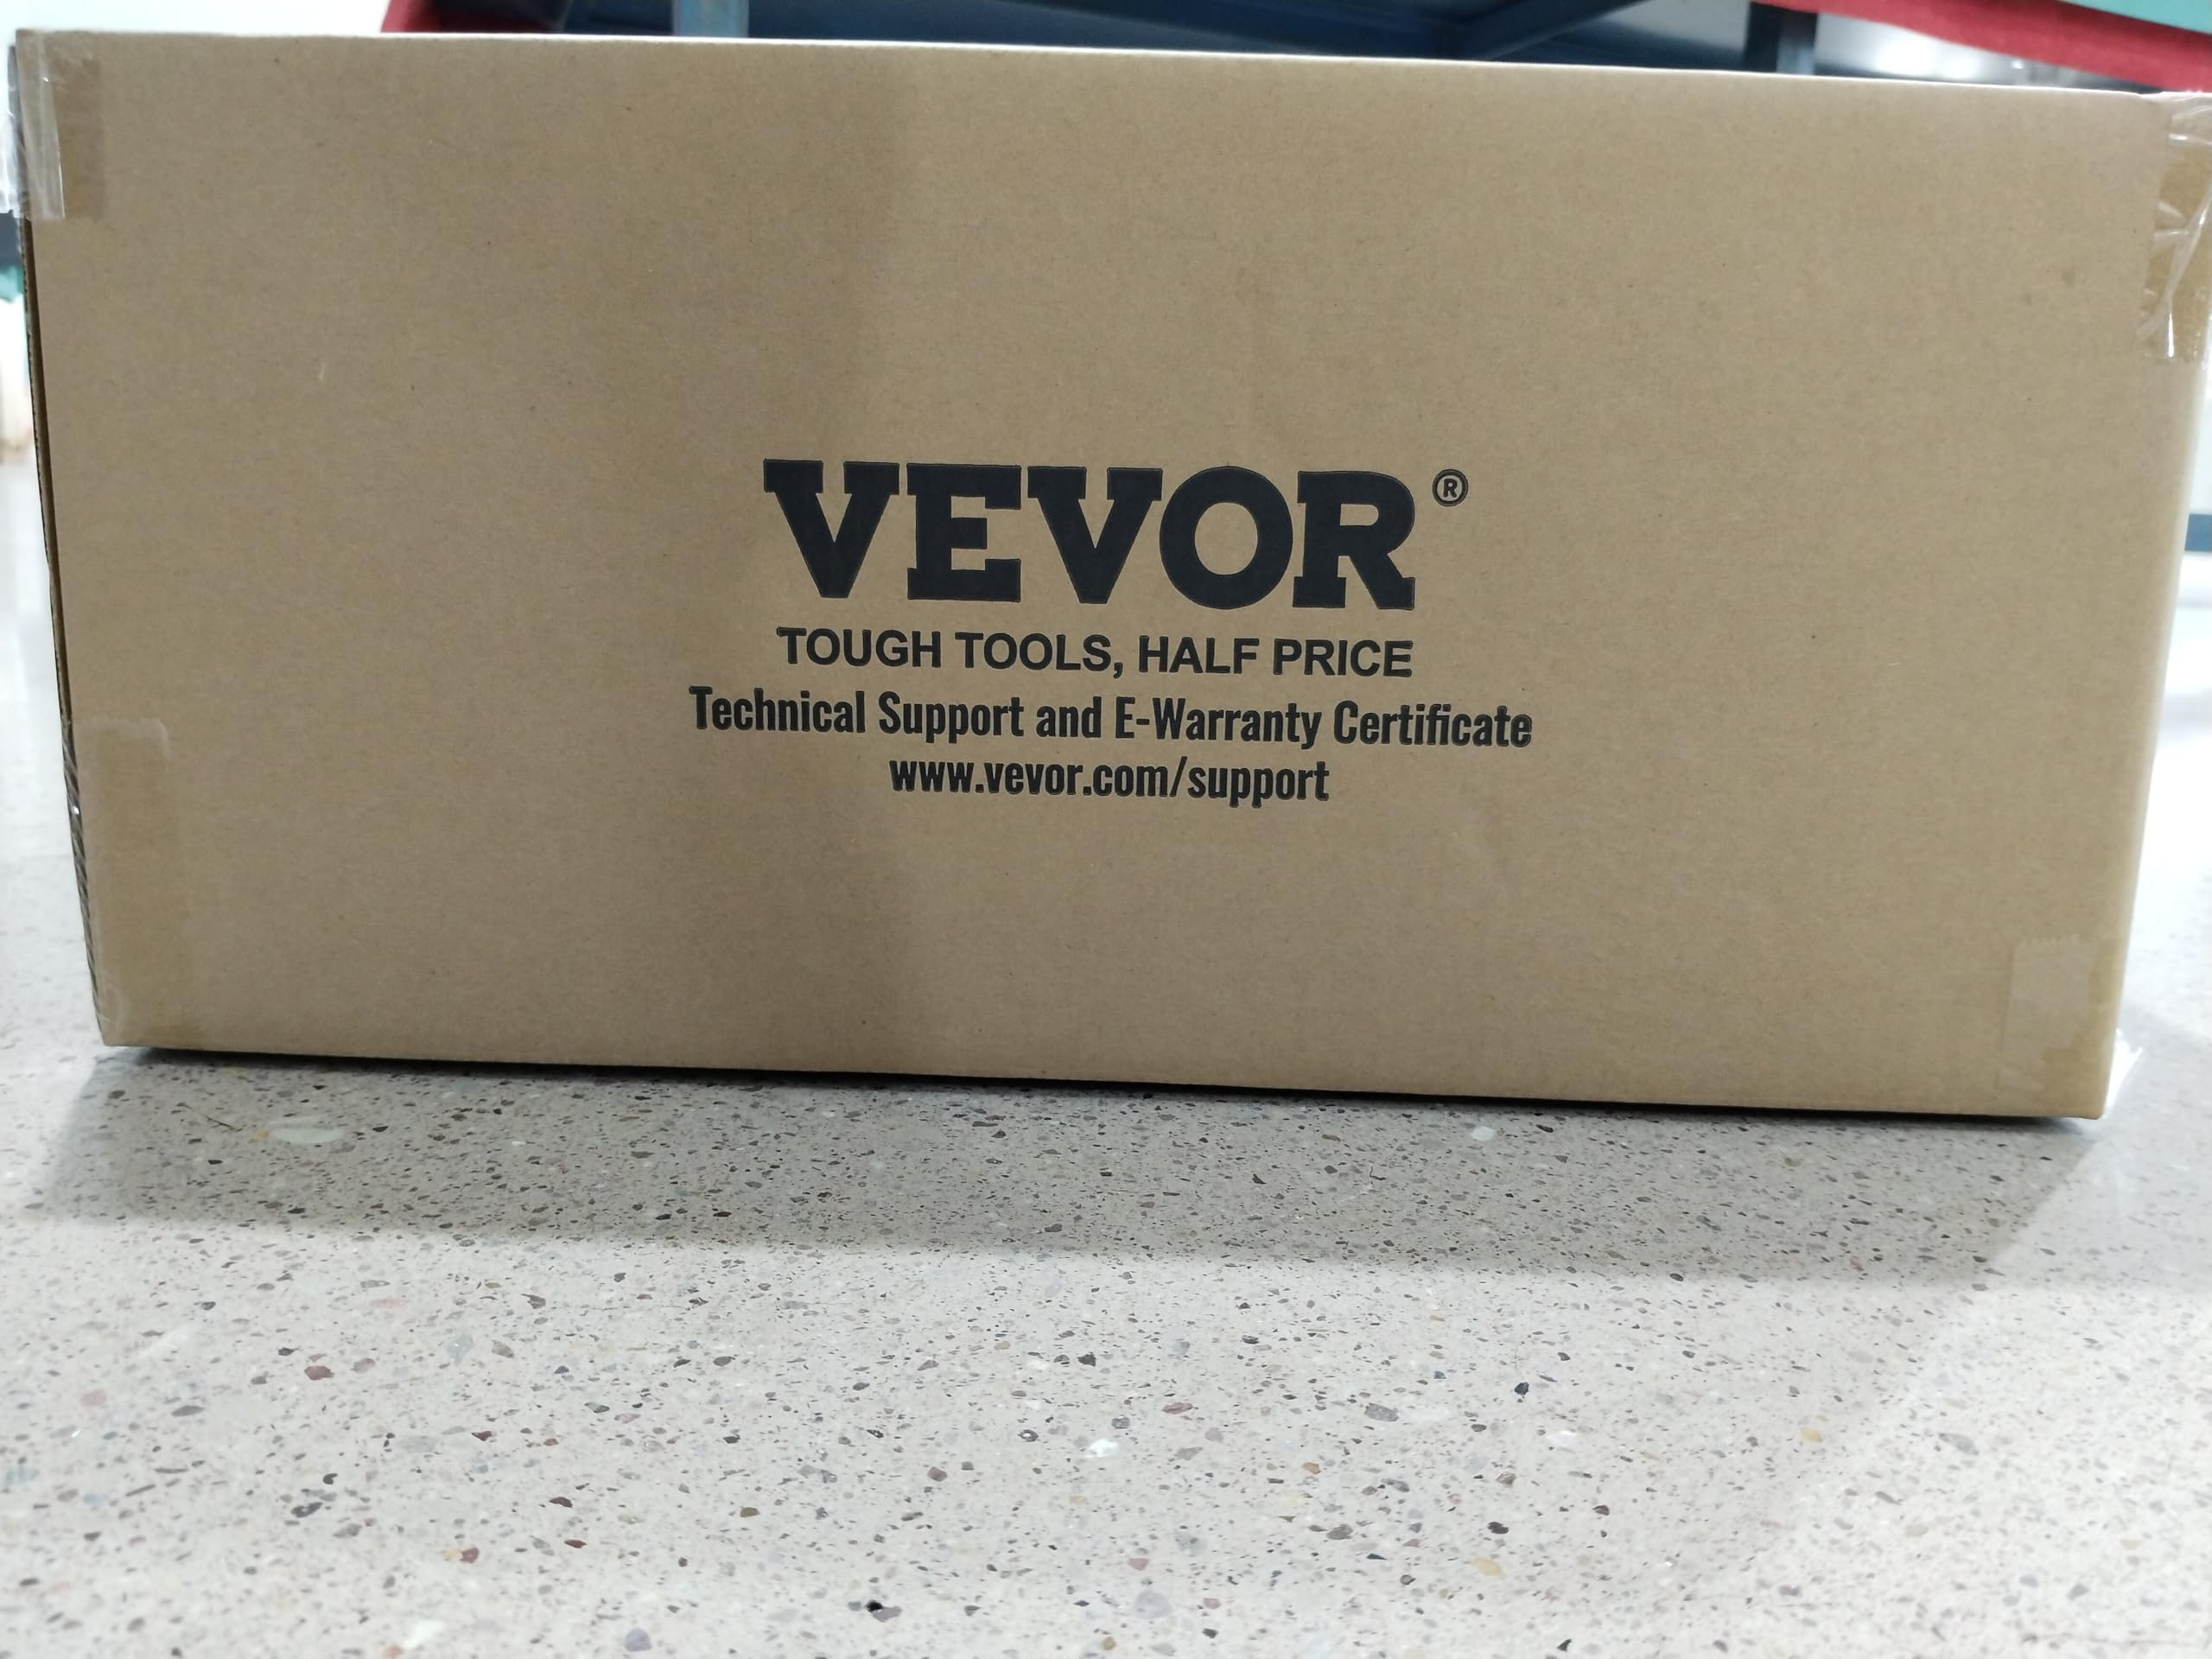 VEVOR®
TOUGH TOOLS, HALF PRICE
Technical Support and E-Warranty Certificate
www.vevor.com/support